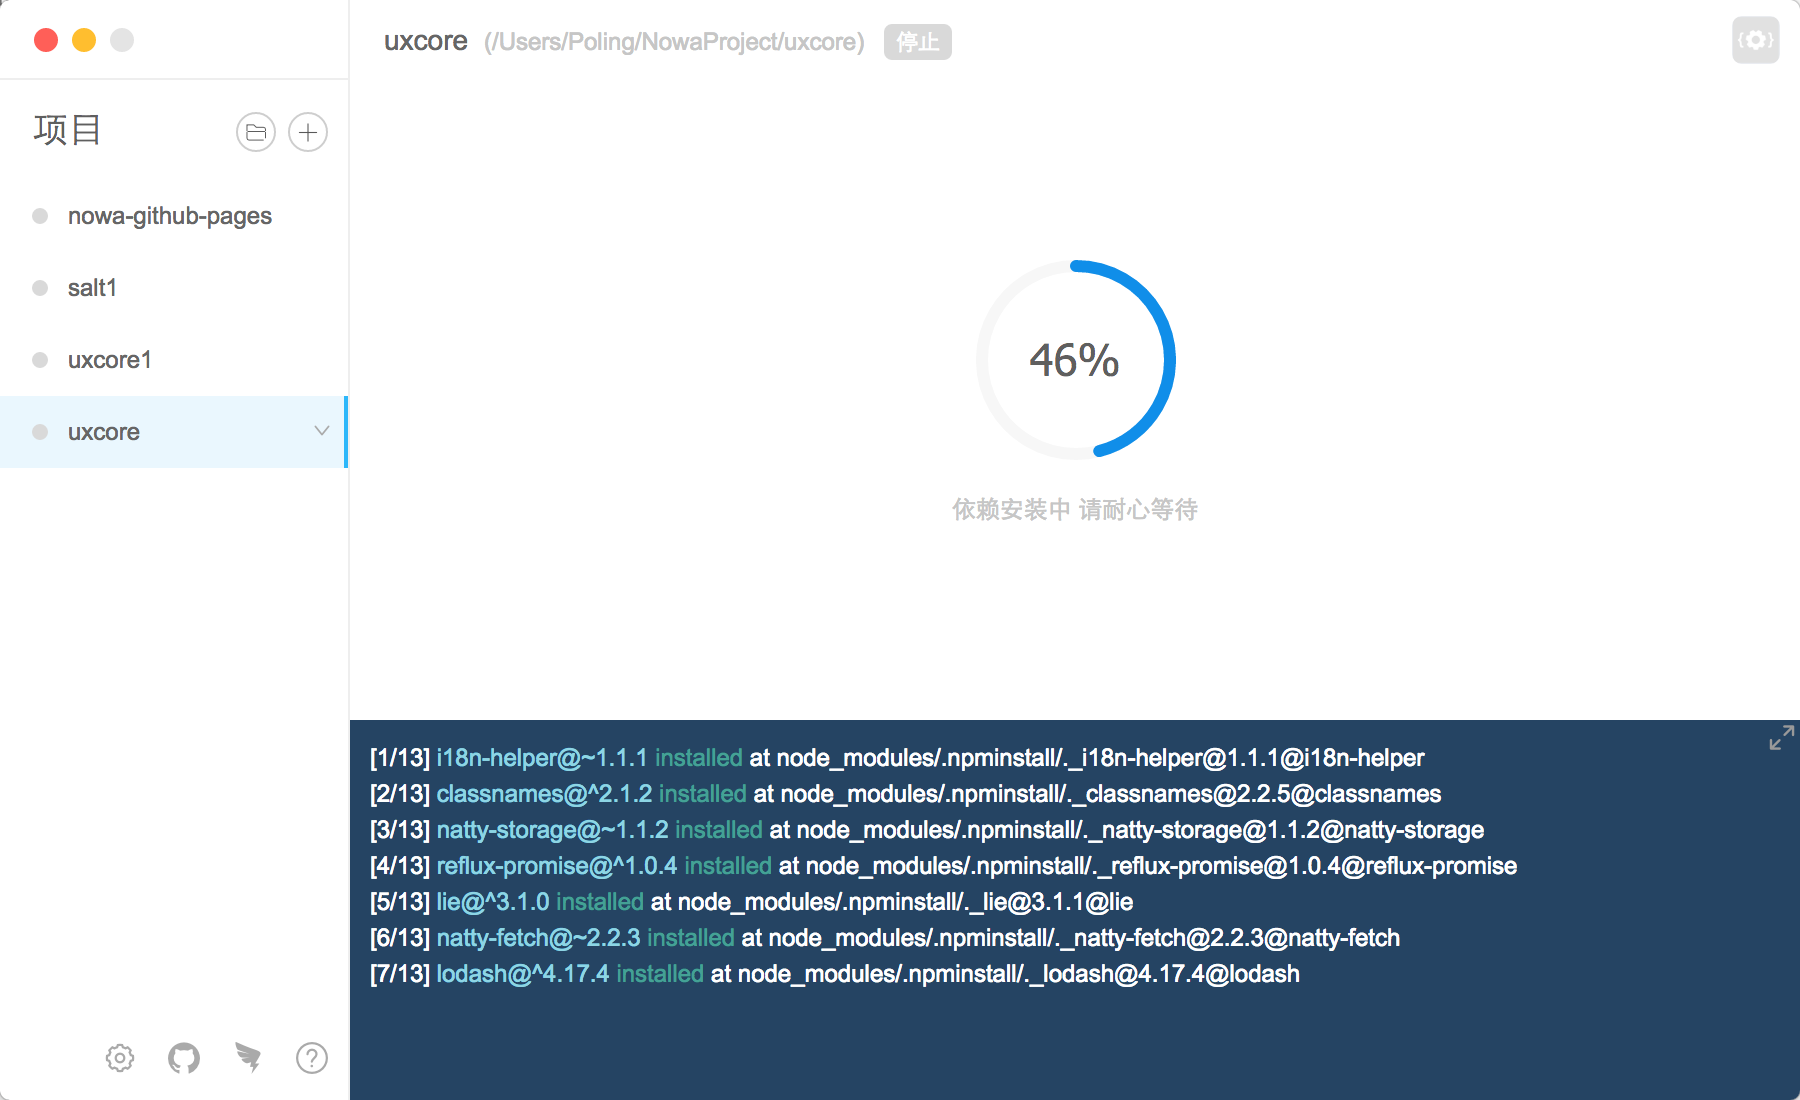 uxcore (/Users/Poling/NowaProject/uxcore) 停止
项目
nowa-github-pages
salt1
uxcore1
uxcore
46%
依赖安装中 请耐心等待
[1/13] i18n-helper@~1.1.1 installed at node_modules/.npminstall/._i18n-helper@1.1.1@i18n-helper
[2/13] classnames@^2.1.2 installed at node_modules/.npminstall/._classnames@2.2.5@classnames
[3/13] natty-storage@~1.1.2 installed at node_modules/.npminstall/._natty-storage@1.1.2@natty-storage
[4/13] reflux-promise@^1.0.4 installed at node_modules/.npminstall/._reflux-promise@1.0.4@reflux-promise
[5/13] lie@^3.1.0 installed at node_modules/.npminstall/._lie@3.1.1@lie
[6/13] natty-fetch@~2.2.3 installed at node_modules/.npminstall/._natty-fetch@2.2.3@natty-fetch
[7/13] lodash@^4.17.4 installed at node_modules/.npminstall/._lodash@4.17.4@lodash